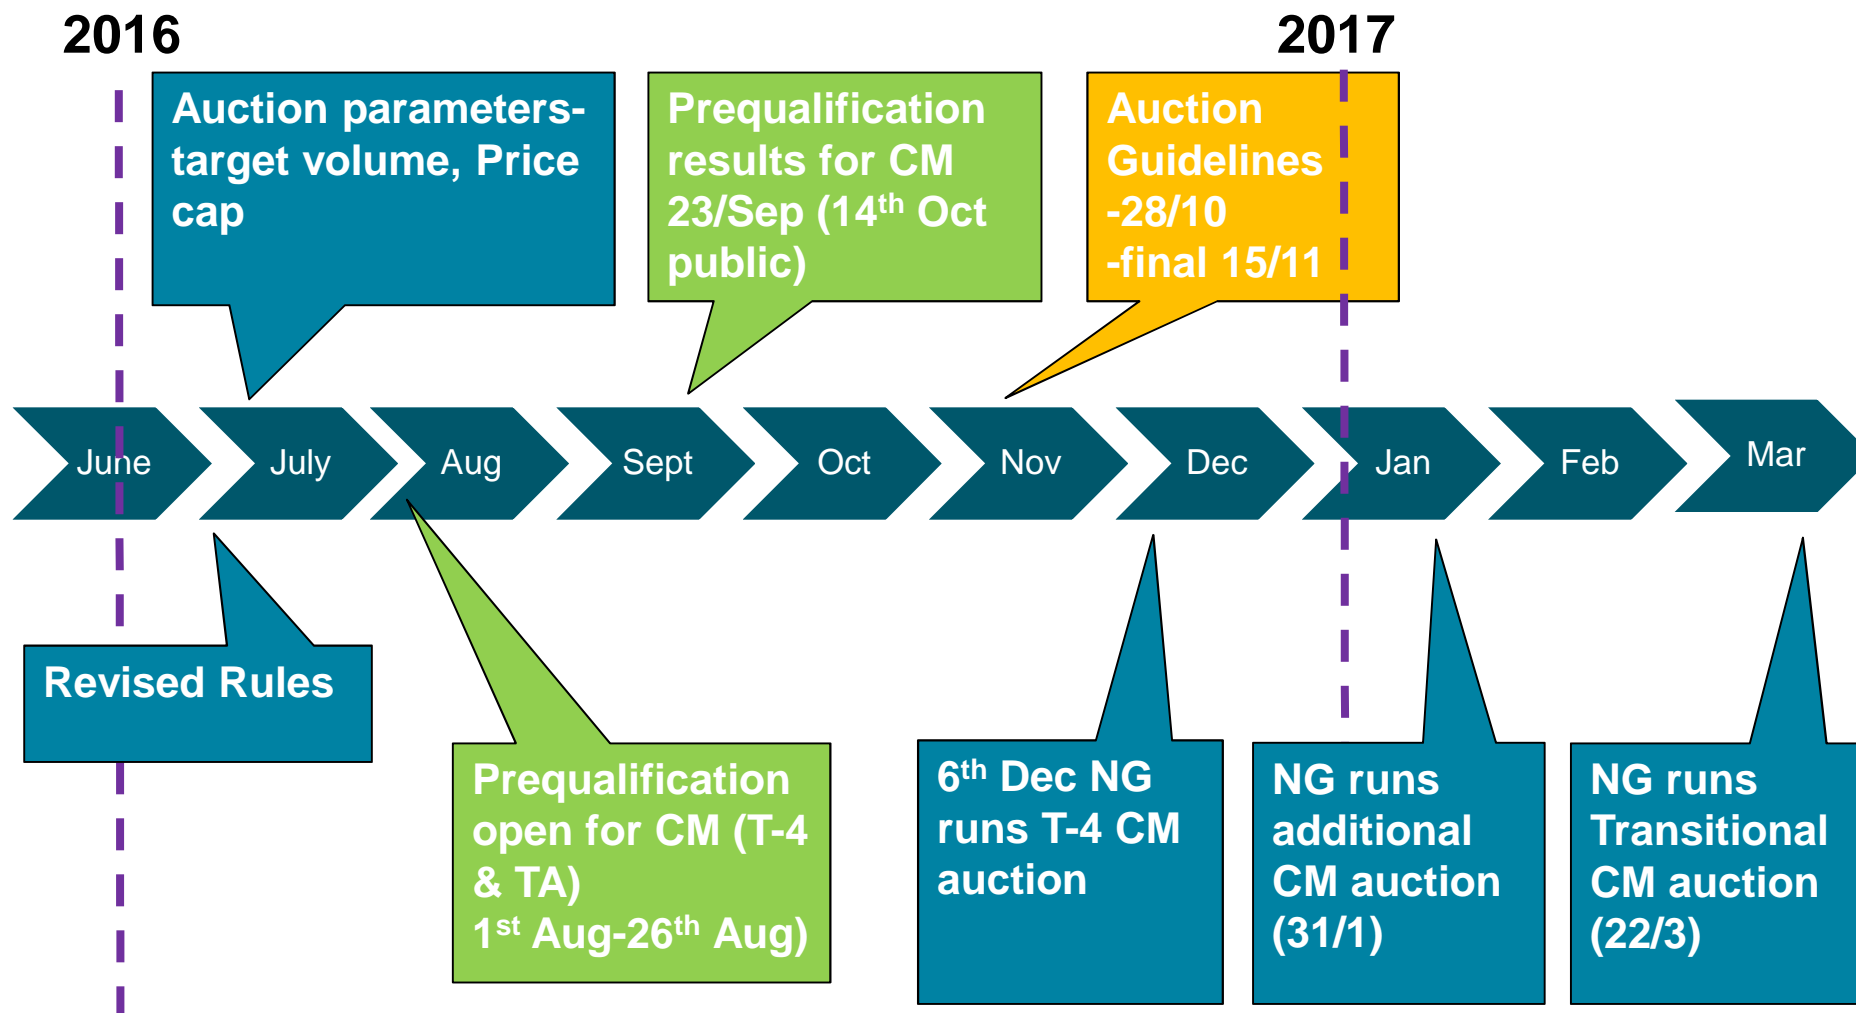 2016
2017
Auction parameters-
target volume, Price
cap
Prequalification
results for CM
23/Sep (14th Oct
public)
Auction
Guidelines
-28/10
-final 15/11
June
July
Aug
Sept
Oct
Nov
Dec
Jan
Feb
Mar
Revised Rules
Prequalification
open for CM (T-4
& TA)
1st Aug-26th Aug)
6th Dec NG
runs T-4 CM
auction
NG runs
additional
CM auction
(31/1)
NG runs
Transitional
CM auction
(22/3)